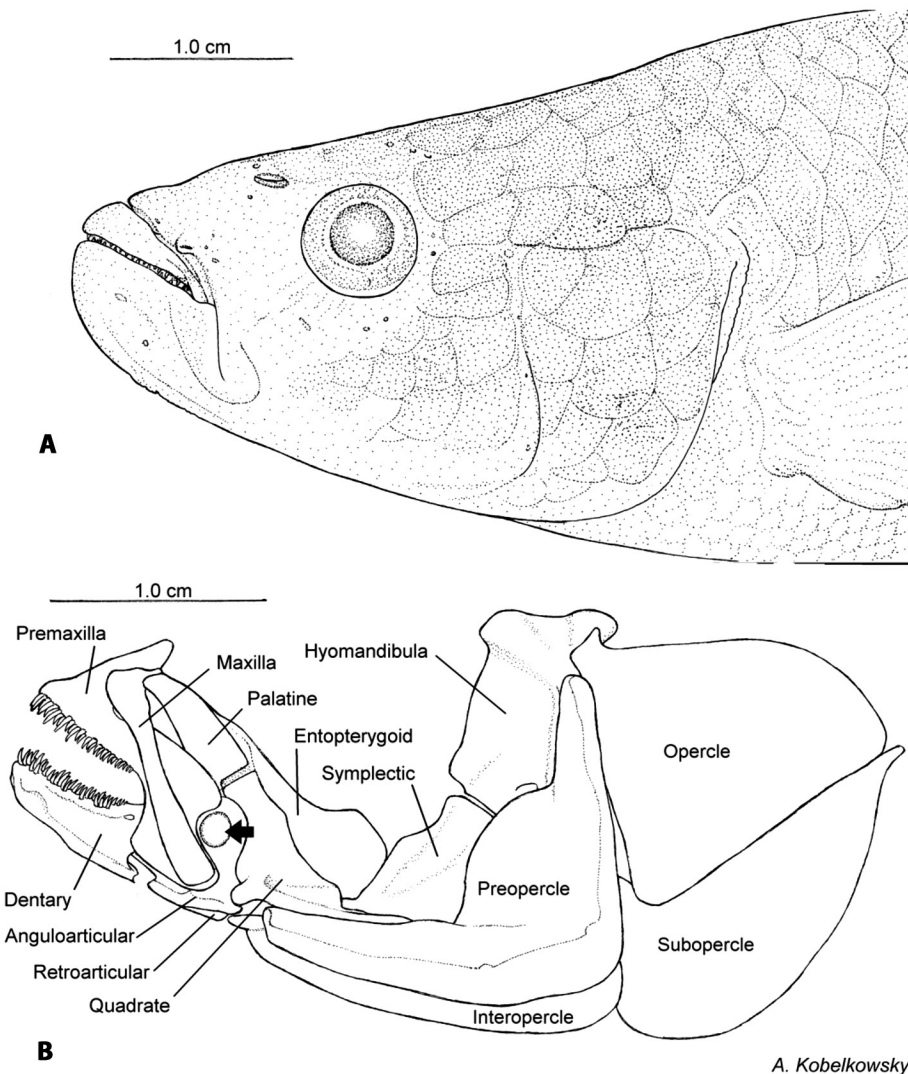 1.0 cm
A
1.0 cm
Premaxilla
Maxilla
Palatine
Entopterygoid
Symplectic
Hyomandibula
Opercle
Preopercle
Subopercle
Dentary
Anguloarticular
Retroarticular
Quadrate
Interopercle
B
A. Kobelkowsky